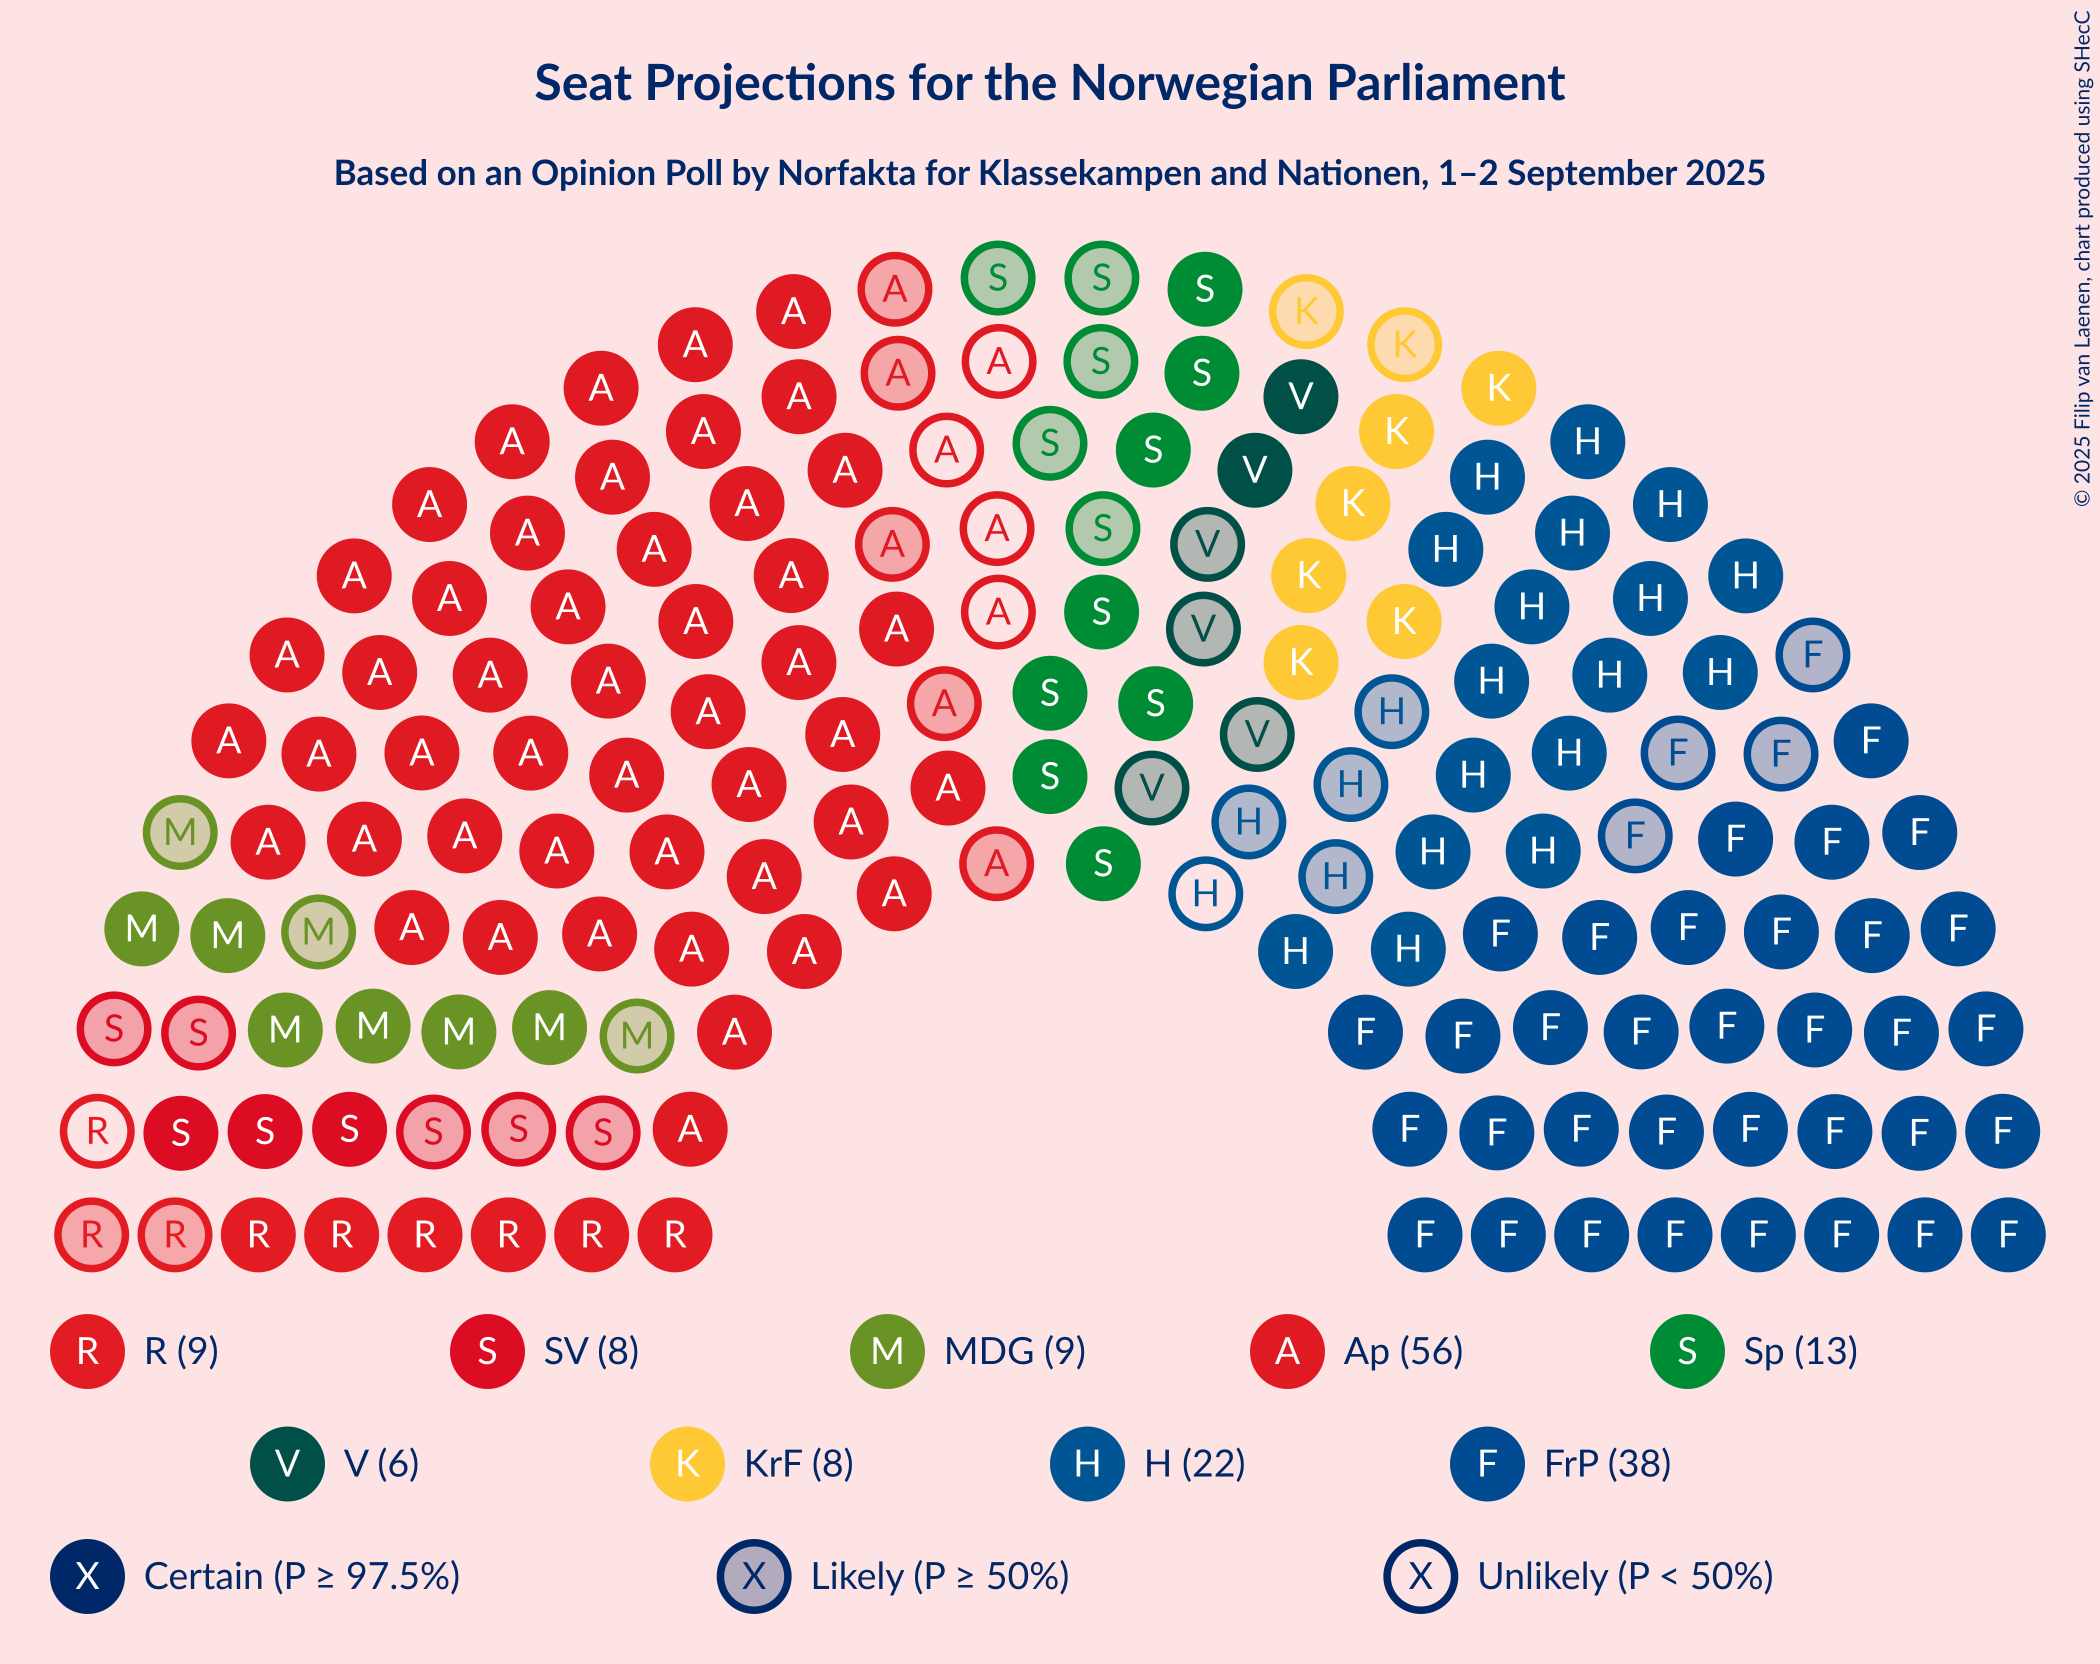 Seat Projections for the Norwegian Parliament
Based on an Opinion Poll by Norfakta for Klassekampen and Nationen, 1–2 September 2025
© 2025 Filip van Laenen, chart produced using SHecC
A S S S
A A K K
A A A S S K
A A V
A A H
A A S S V K H H
A A K H
A A A S V H H
A A A K H H
A A A V K H
A A A S K H H F
A A A A S S K H H H
A A A A V H F F F
A A A A A S V H H F
M A A A A A H H H F F F
A A A S H
M M M A A A A A A H H F F F F F F
S S M M M M M A F F F F F F F F
R S S S S S S A F F F F F F F F
R R R R R R R R F F F F F F F F
R R (9) S SV (8) M MDG (9) A Ap (56) S Sp (13)
V V (6) K KrF (8) H H (22) F FrP (38)
X Certain (P ≥ 97.5%) X Likely (P ≥ 50%) X Unlikely (P < 50%)